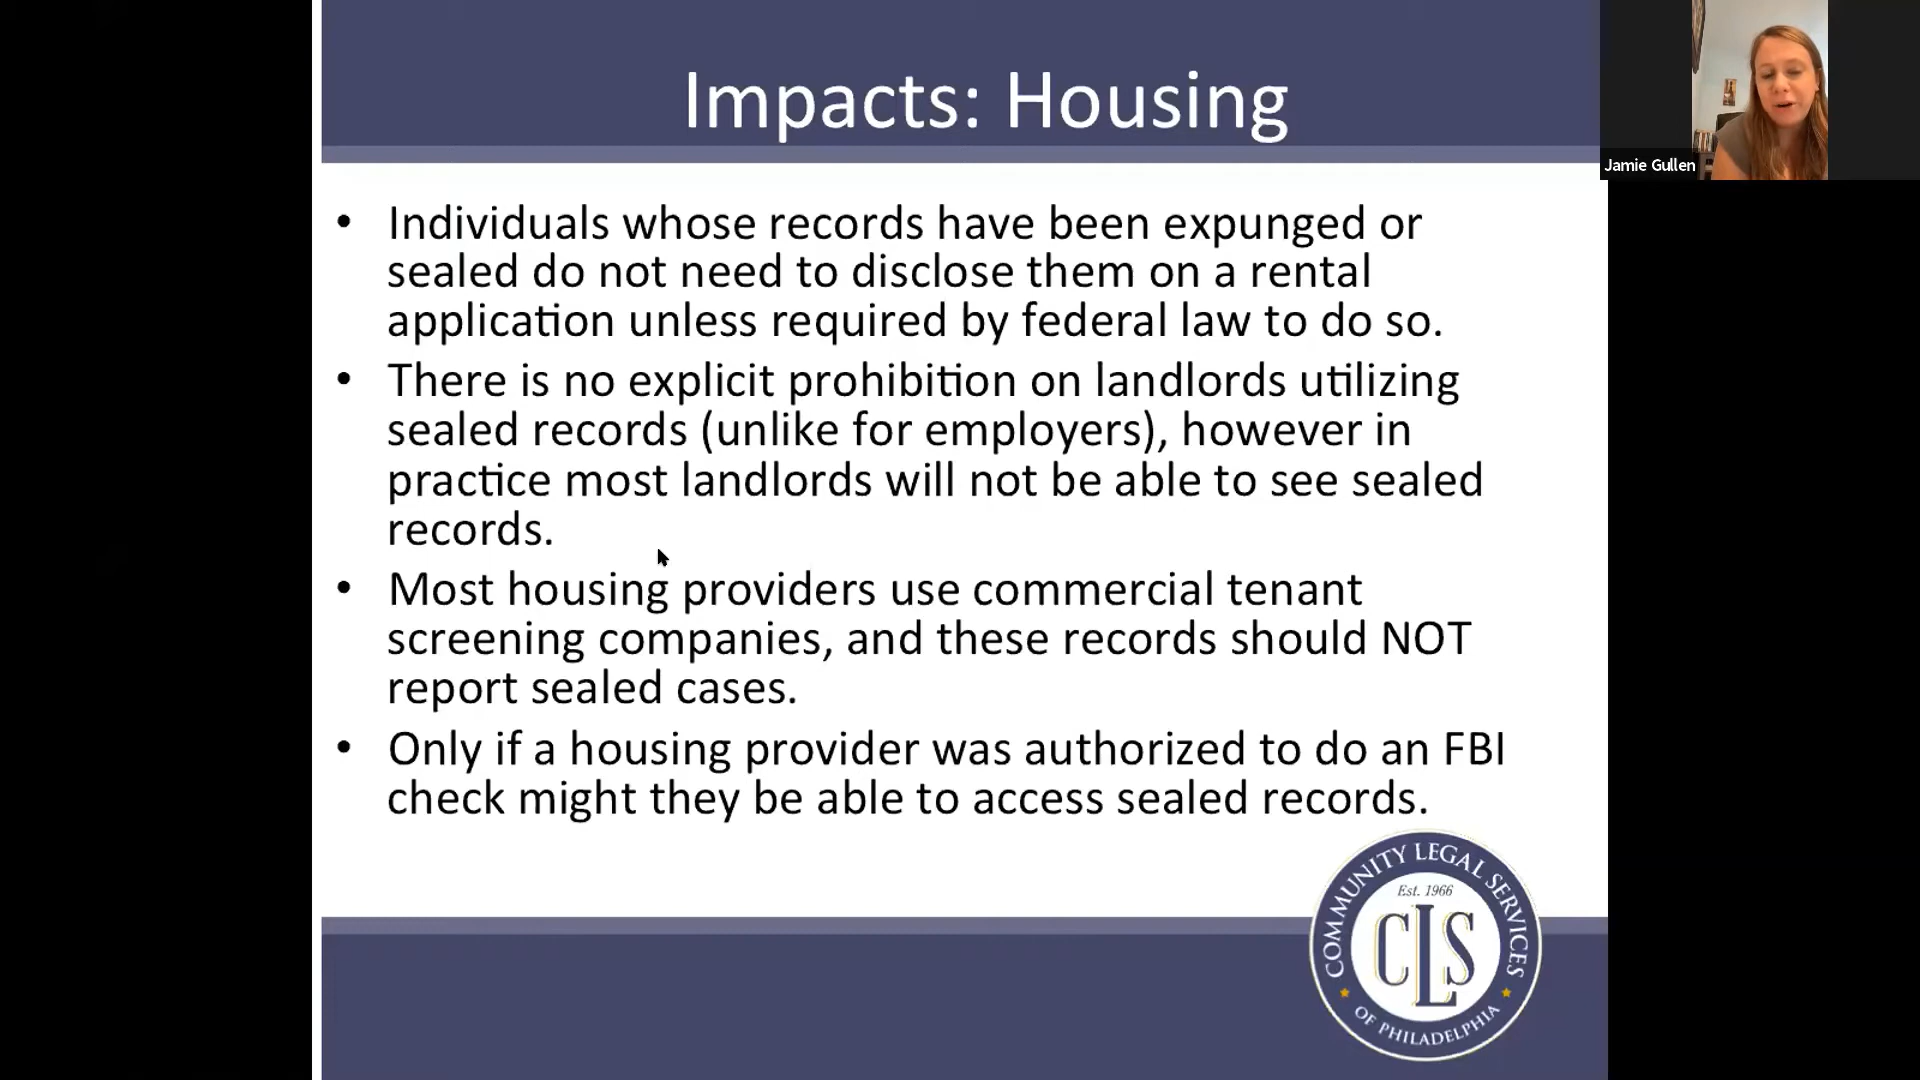 Impacts: Housing
Jamie Gullen
• Individuals whose records have been expunged or
sealed do not need to disclose them on a rental
application unless required by federal law to do so.
• There is no explicit prohibition on landlords utilizing
sealed records (unlike for employers), however in
practice most landlords will not be able to see sealed
records.
• Most housing providers use commercial tenant
screening companies, and these records should NOT
report sealed cases.
• Only if a housing provider was authorized to do an FBI
check might they be able to access sealed records.
COMMUNITY LEGAL SERVICES
Est. 1966
CLS
OF PHILADELPHIA